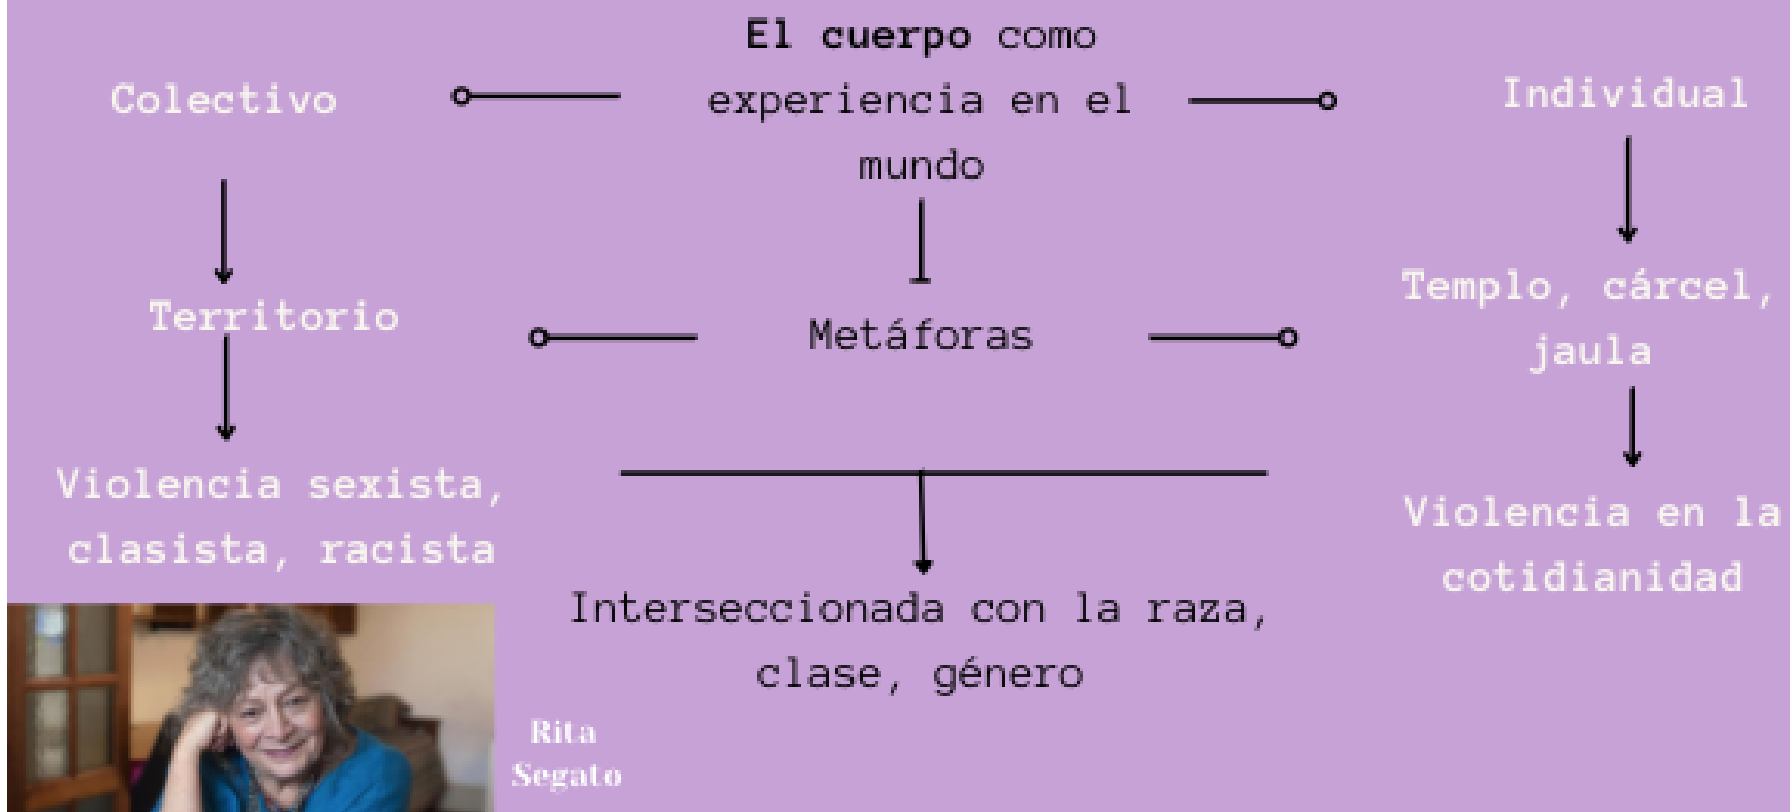 El cuerpo como
experiencia en el
mundo
Colectivo
Individual
Territorio
Metáforas
Templo, cárcel,
jaula
Violencia sexista,
clasista, racista
Violencia en la
cotidianidad
Interseccionada con la raza,
clase, género
Rita
Segato